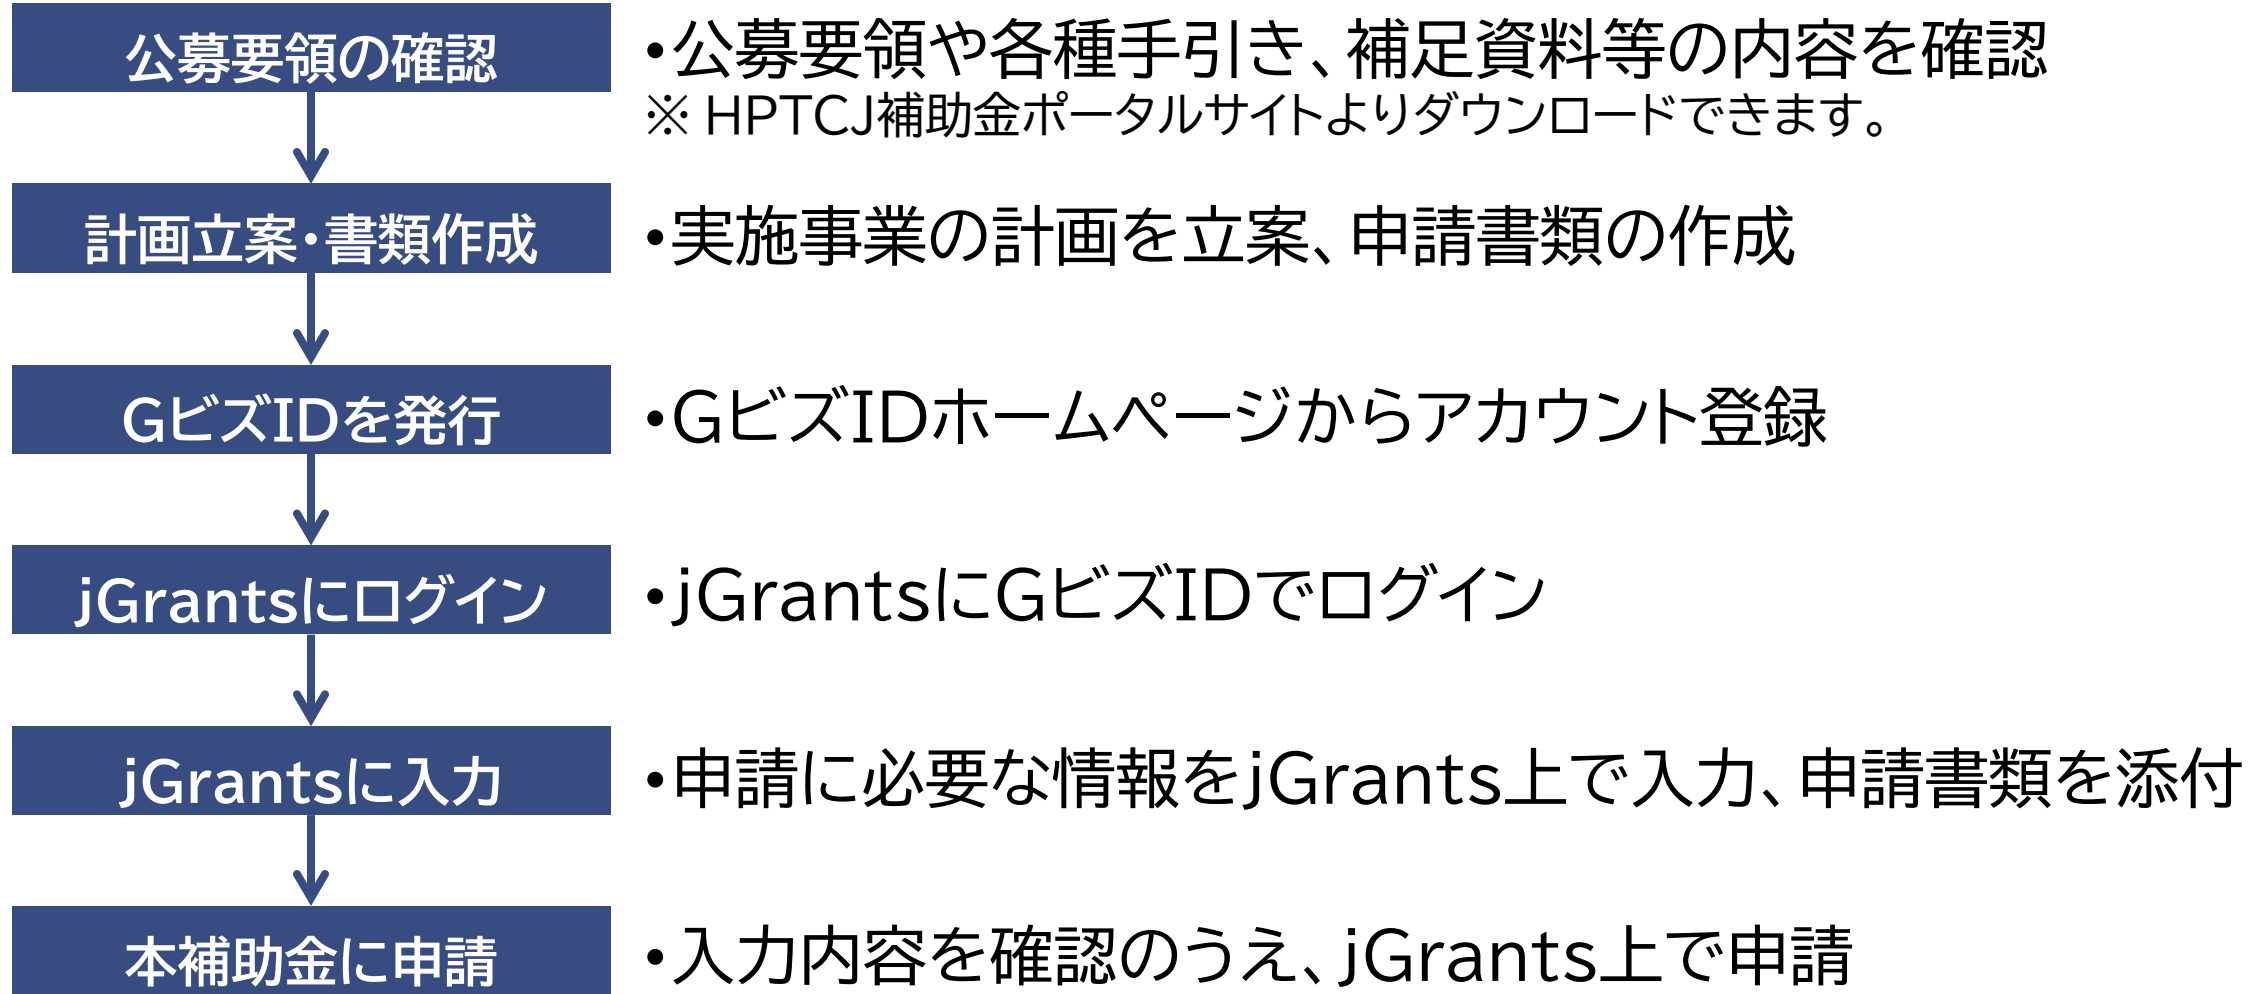 公募要領の確認
・公募要領や各種手引き、補足資料等の内容を確認
※ HPTCJ補助金ポータルサイトよりダウンロードできます。
計画立案・書類作成
・実施事業の計画を立案、申請書類の作成
GビズIDを発行
・GビズIDホームページからアカウント登録
jGrantsにログイン
・jGrantsにGビズIDでログイン
jGrantsに入力
・申請に必要な情報をjGrants上で入力、申請書類を添付
本補助金に申請
・入力内容を確認のうえ、jGrants上で申請